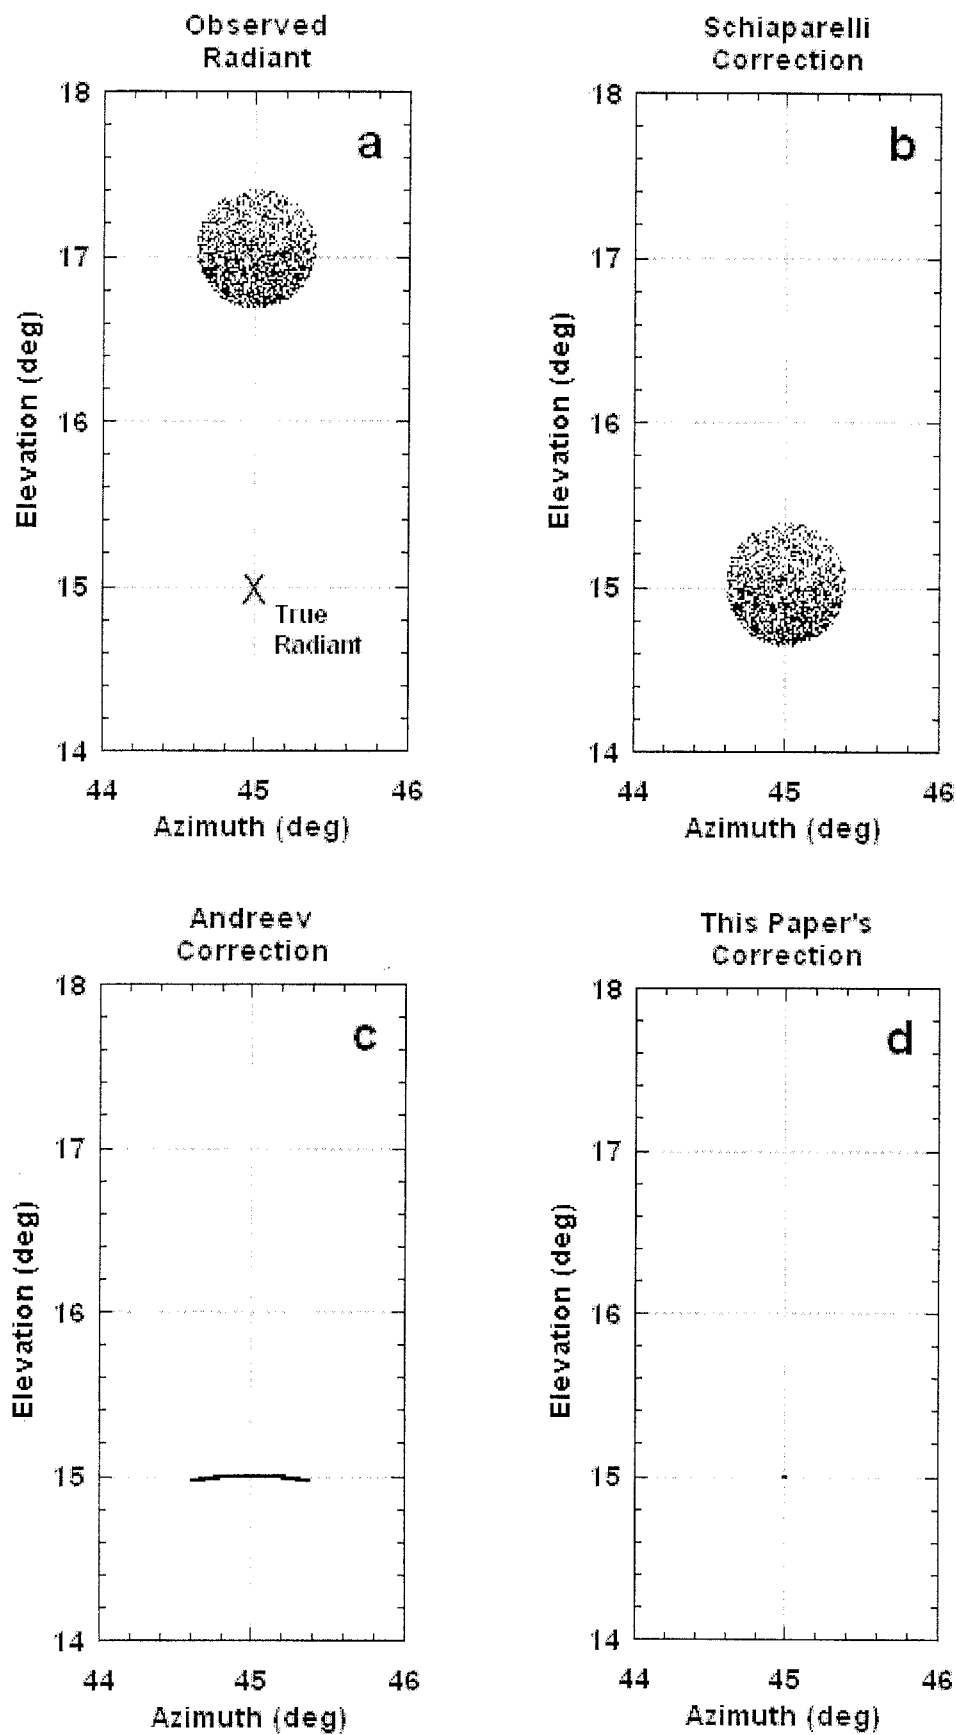 Observed
Radiant
a
18
17
16
15
14
Elevation (deg)
True
Radiant
44 45 46
Azimuth (deg)
Schiaparelli
Correction
b
18
17
16
15
14
Elevation (deg)
44 45 46
Azimuth (deg)
Andreev
Correction
c
18
17
16
15
14
Elevation (deg)
44 45 46
Azimuth (deg)
This Paper's
Correction
d
18
17
16
15
14
Elevation (deg)
44 45 46
Azimuth (deg)